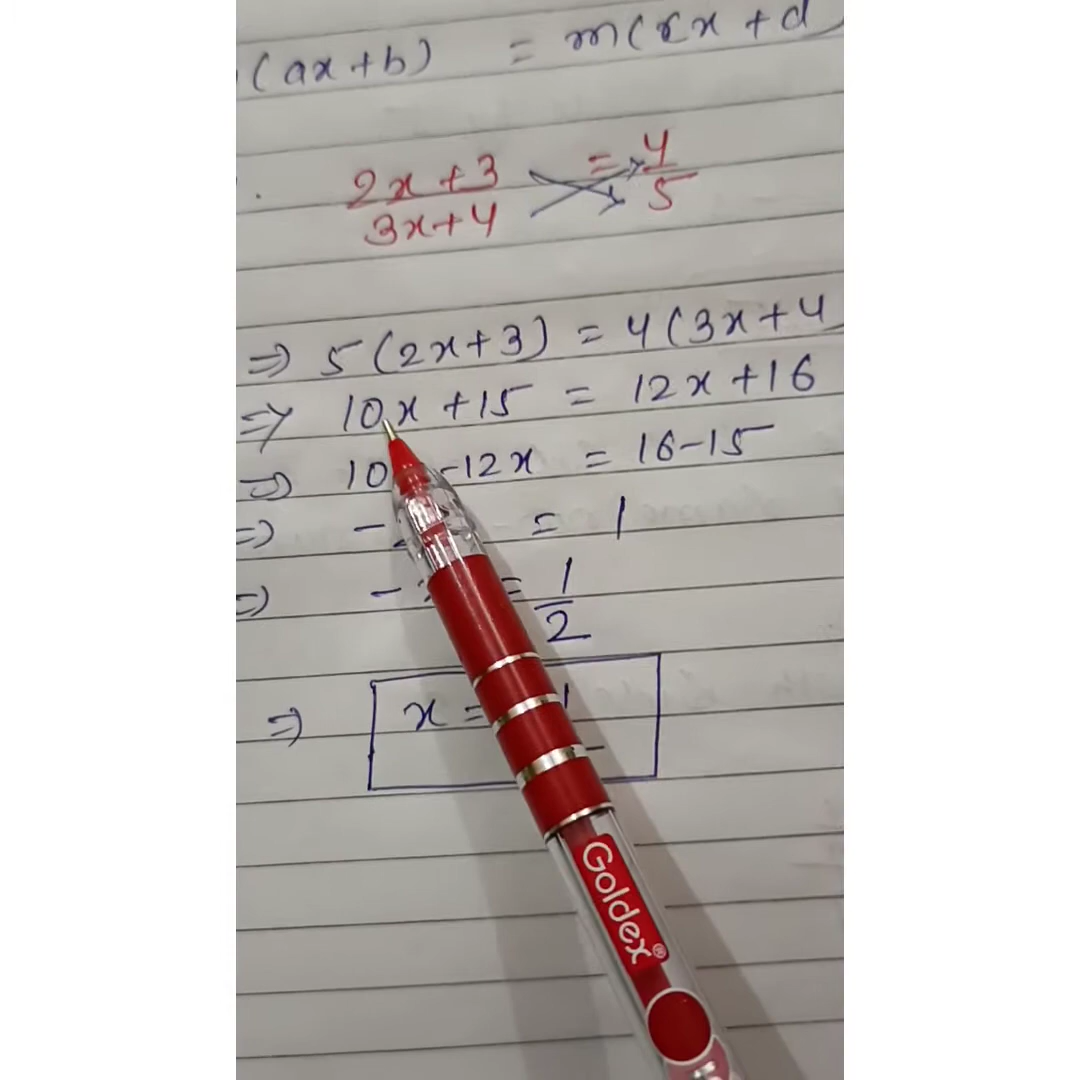 (ax+b) = m(cx+d
2x+3 = 4
3x+4 5
=> 5(2x+3) = 4(3x+4
=> 10x+15 = 12x+16
=> 10 -12x = 16-15
=> - = 1
=> - = 1
2
=> x = 1
Goldex®